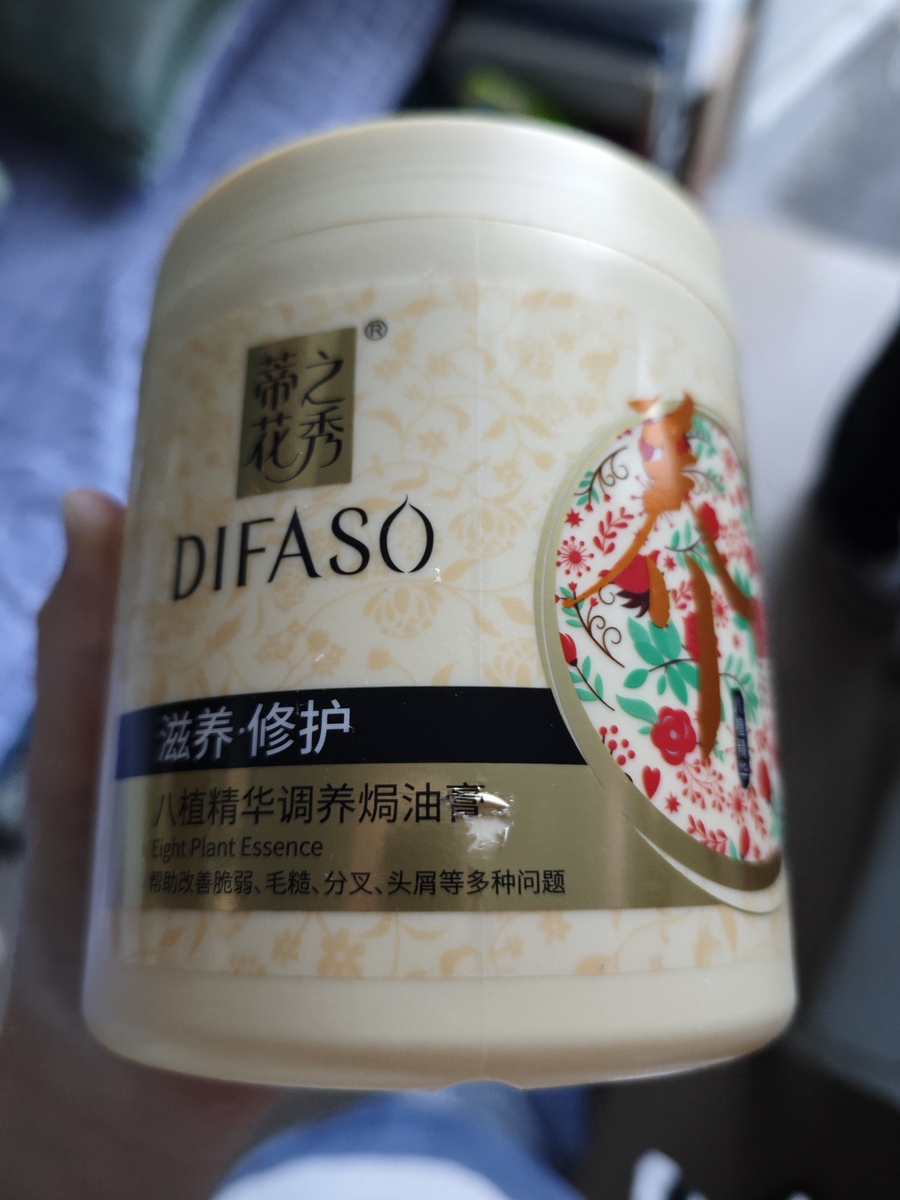 蒂之
花秀
®
DIFASO
滋养·修护
八植精华调养焗油膏
Eight Plant Essence
帮助改善脆弱、毛糙、分叉、头屑等多种问题